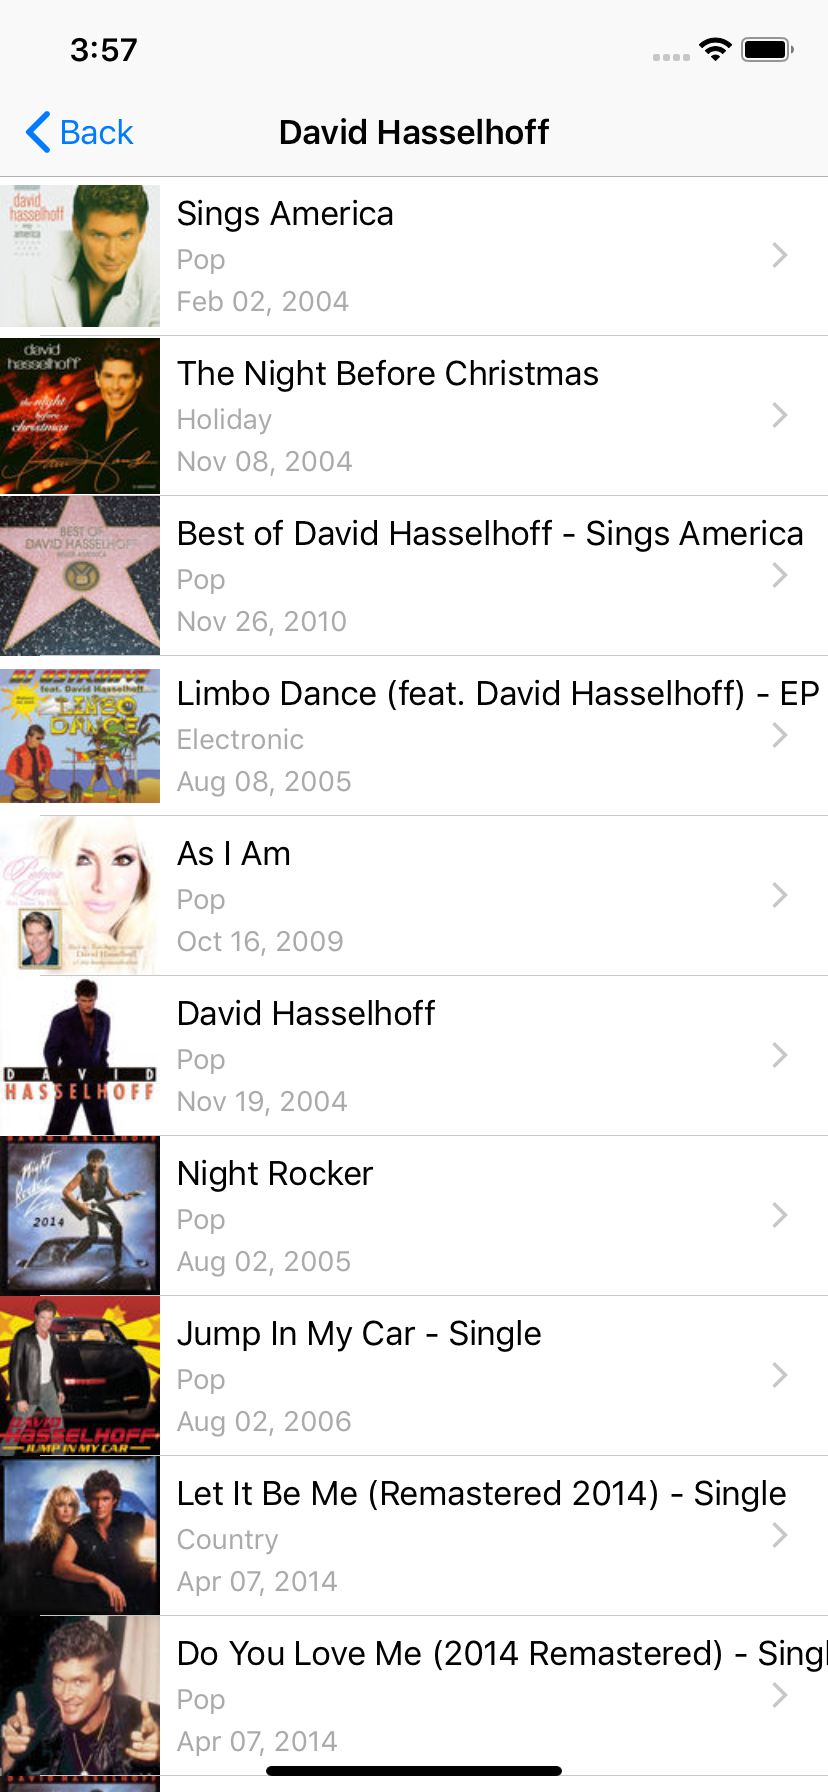 3:57
Back
David Hasselhoff
david
hasselhoff
america
Sings America
Pop
Feb 02, 2004
david
hasselhoff
the night
before
christmas
The Night Before Christmas
Holiday
Nov 08, 2004
BEST OF
DAVID HASSELHOFF
Best of David Hasselhoff - Sings America
Pop
Nov 26, 2010
feat. David Hasselhoff
LIMBO
DANCE
Limbo Dance (feat. David Hasselhoff) - EP
Electronic
Aug 08, 2005
Patricia
Lewis
David Hasselhoff
As I Am
Pop
Oct 16, 2009
DAVID
HASSELHOFF
David Hasselhoff
Pop
Nov 19, 2004
Night
Rocker
2014
Night Rocker
Pop
Aug 02, 2005
DAVID
HASSELHOFF
JUMP IN MY CAR
Jump In My Car - Single
Pop
Aug 02, 2006
Let It Be Me (Remastered 2014) - Single
Country
Apr 07, 2014
Do You Love Me (2014 Remastered) - Singl
Pop
Apr 07, 2014